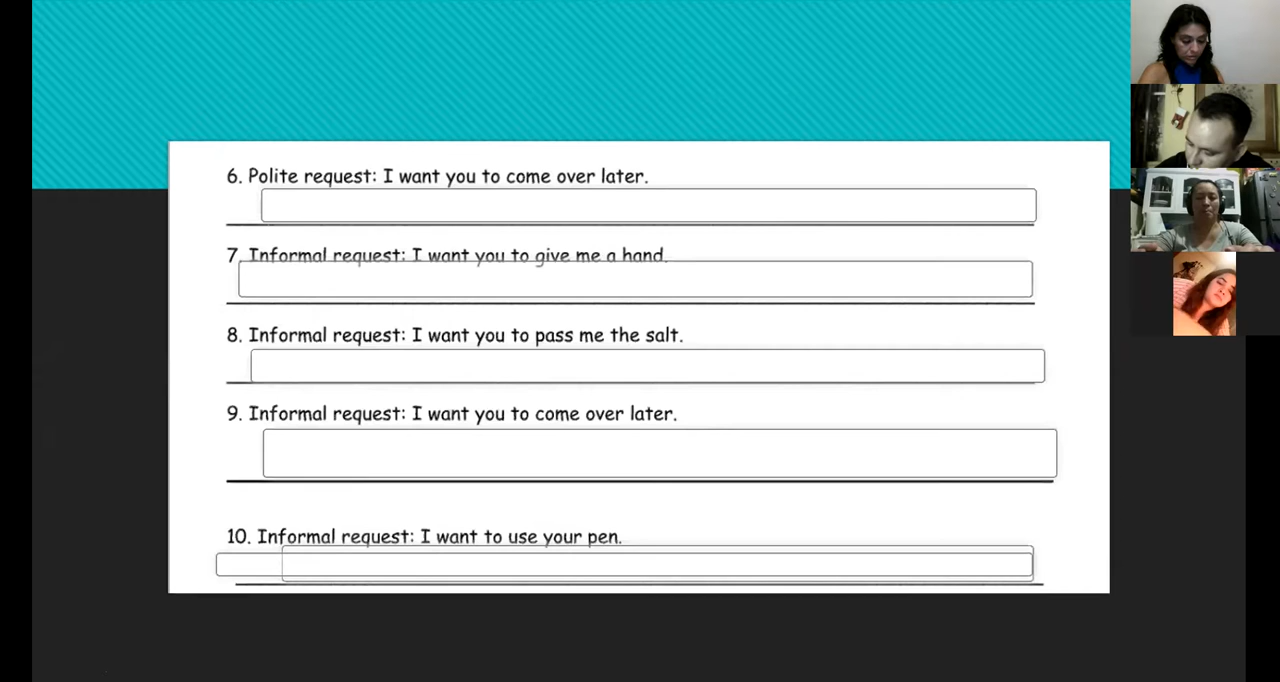 6. Polite request: I want you to come over later.
7. Informal request: I want you to give me a hand.
8. Informal request: I want you to pass me the salt.
9. Informal request: I want you to come over later.
10. Informal request: I want to use your pen.